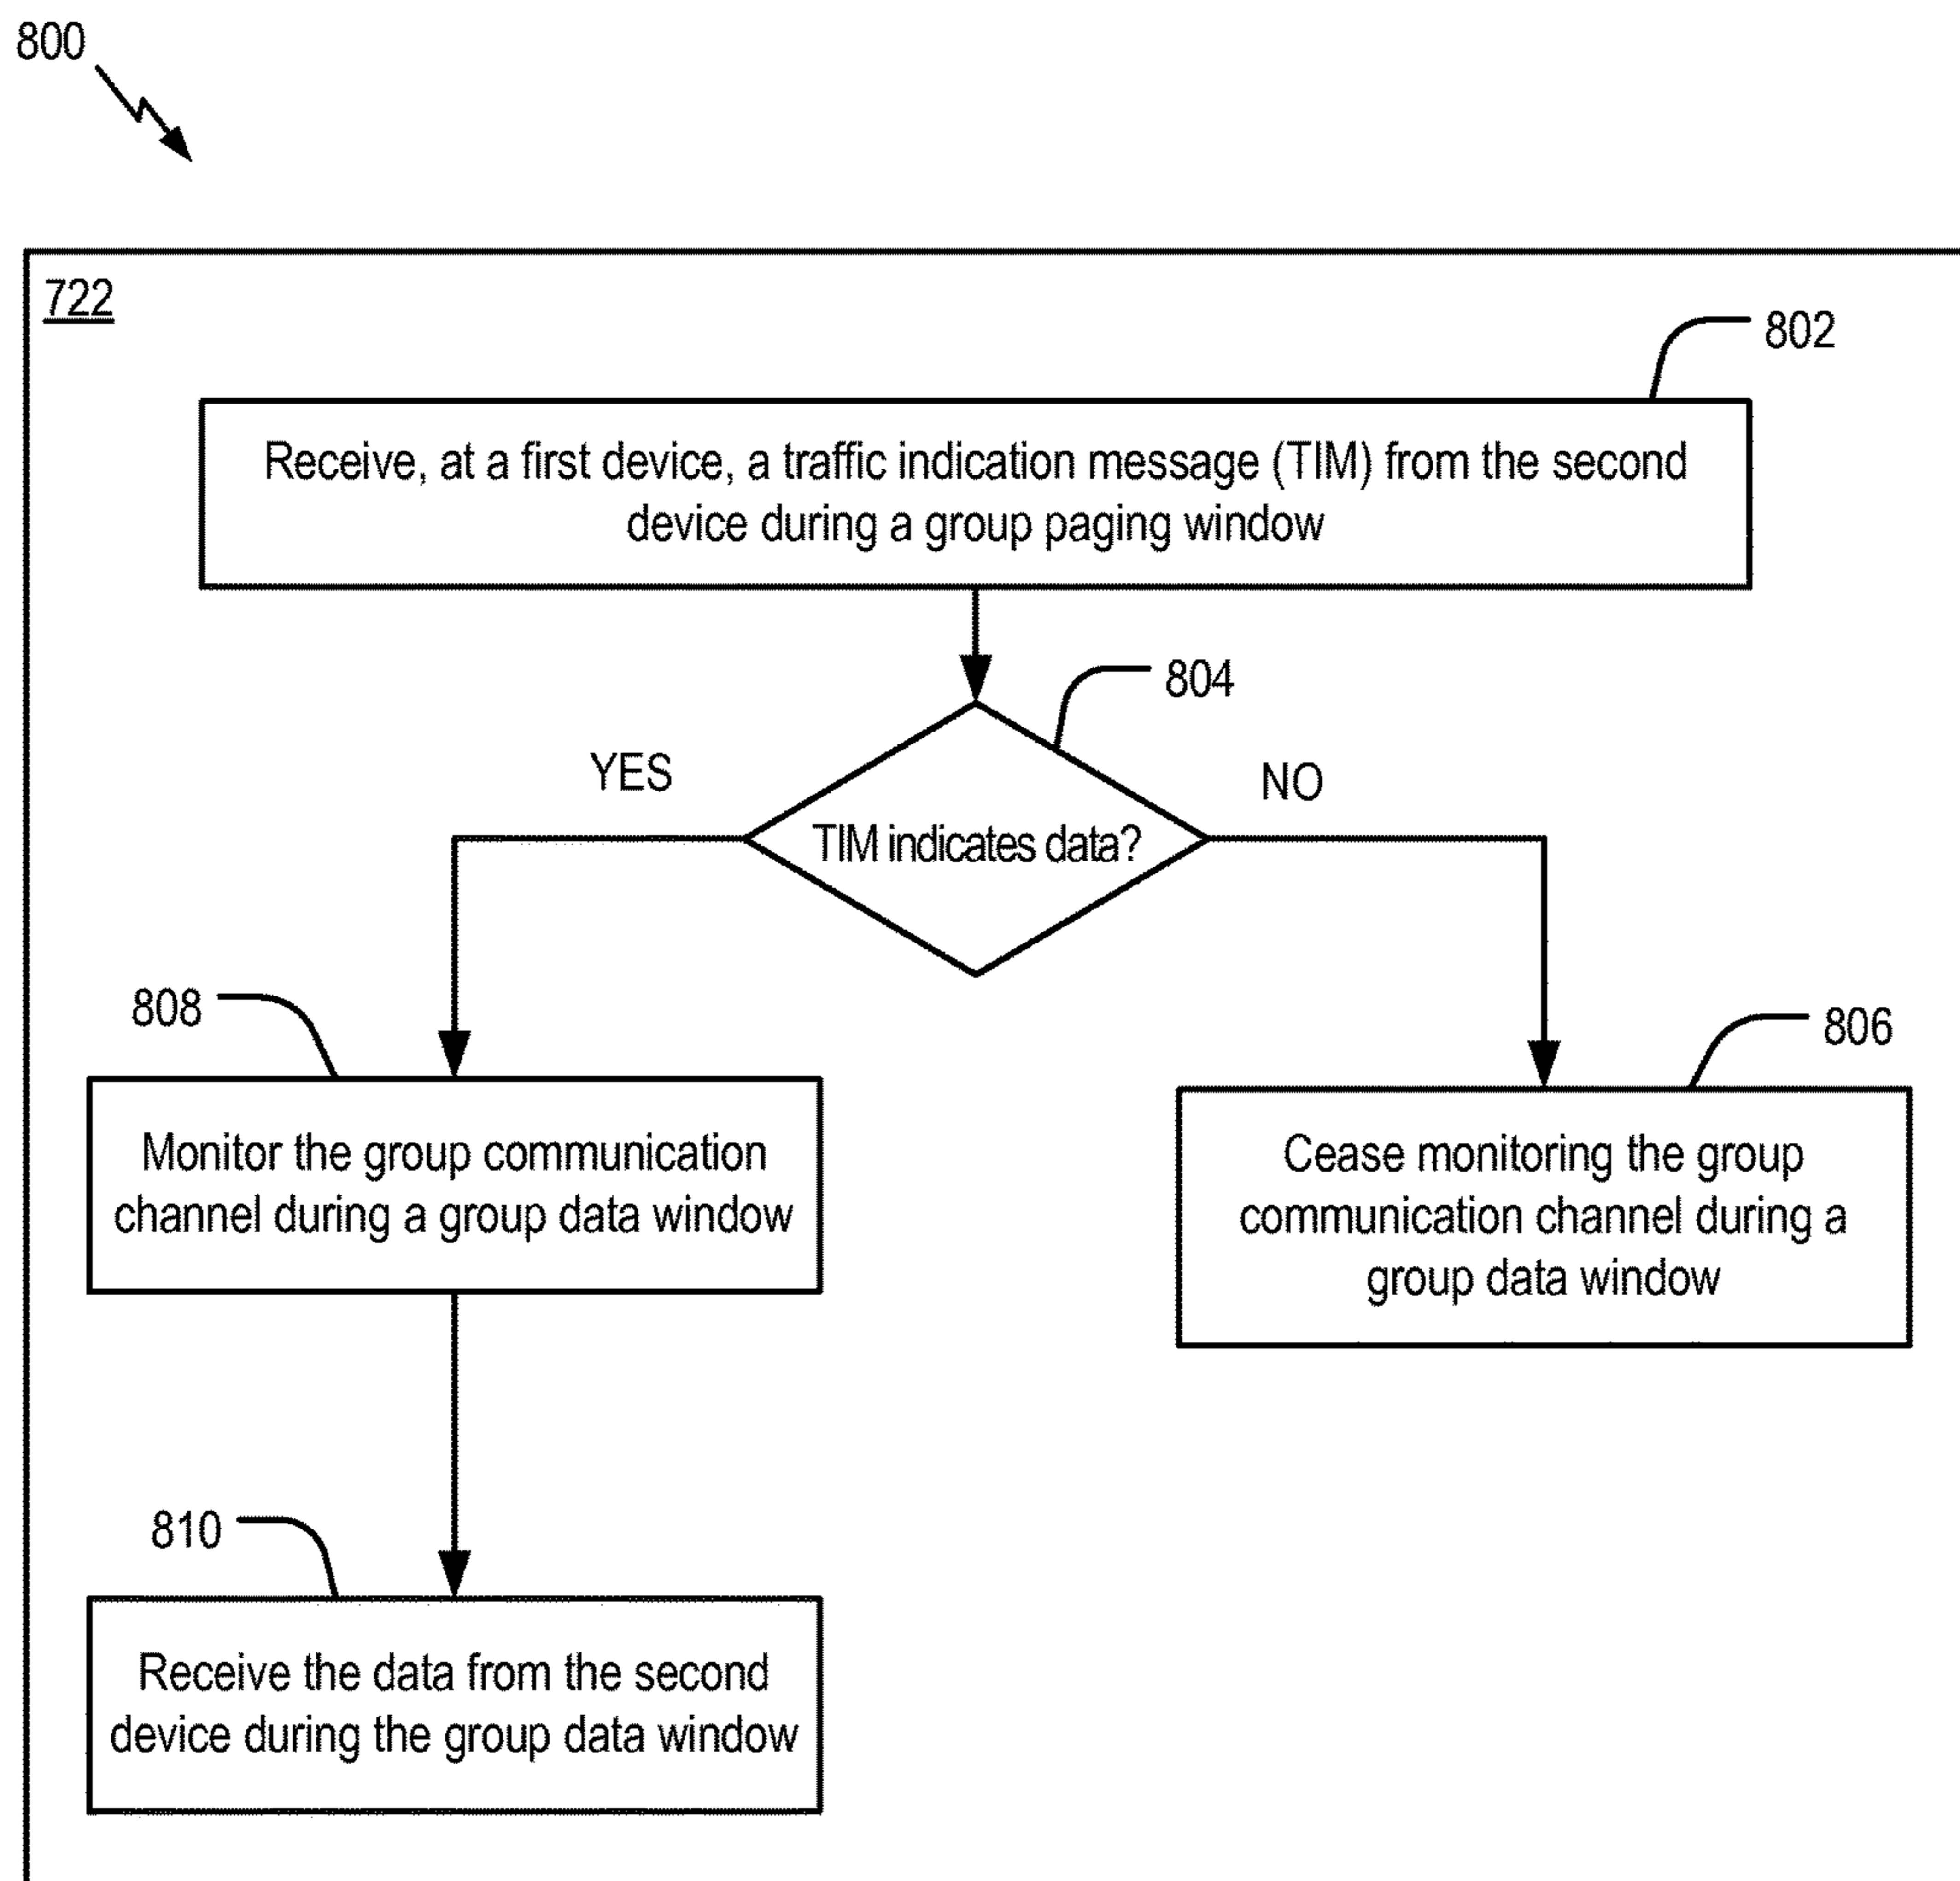 800
722
802
Receive, at a first device, a traffic indication message (TIM) from the second
device during a group paging window
804
YES
NO
TIM indicates data?
808
806
Monitor the group communication
channel during a group data window
Cease monitoring the group
communication channel during a
group data window
810
Receive the data from the second
device during the group data window